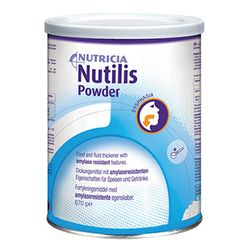 NUTRICIA
Nutilis
Powder
DYSPHAGIA
Food and fluid thickener with
amylase resistant features.
Dickungsmittel mit amylaseresistenten
Eigenschaften für Speisen und Getränke.
Fortykningsmiddel med
amylaseresistente egenskaber.
670 g e